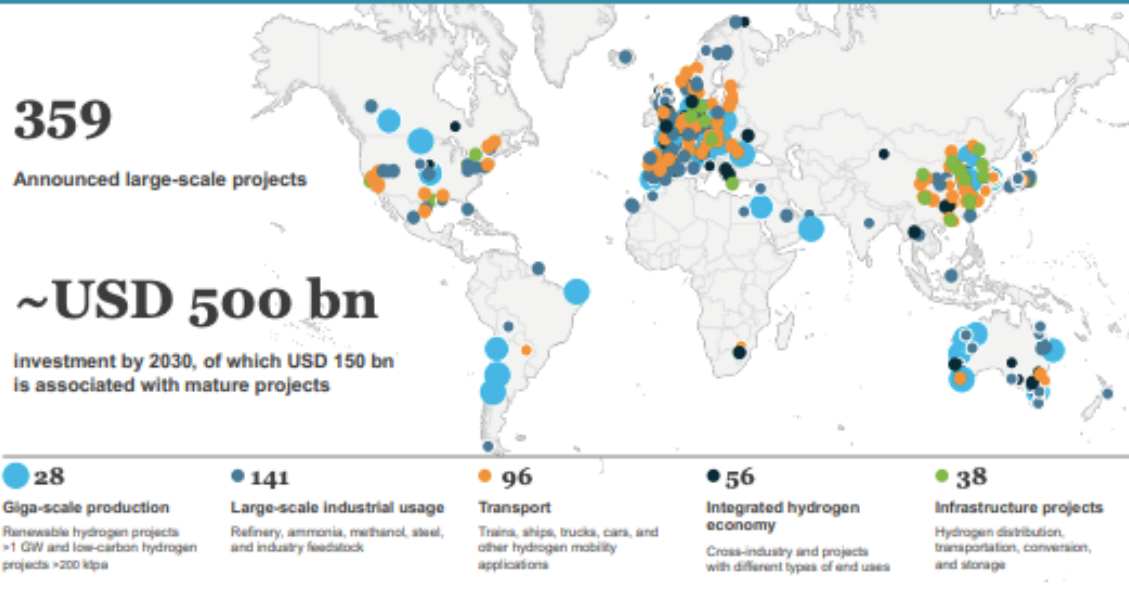 359
Announced large-scale projects
~USD 500 bn
investment by 2030, of which USD 150 bn
is associated with mature projects
28
Giga-scale production
Renewable hydrogen projects
>1 GW and low-carbon hydrogen
projects >200 ktpa
141
Large-scale industrial usage
Refinery, ammonia, methanol, steel,
and industry feedstock
96
Transport
Trains, ships, trucks, cars, and
other hydrogen mobility
applications
56
Integrated hydrogen
economy
Cross-industry and projects
with different types of end uses
38
Infrastructure projects
Hydrogen distribution,
transportation, conversion,
and storage